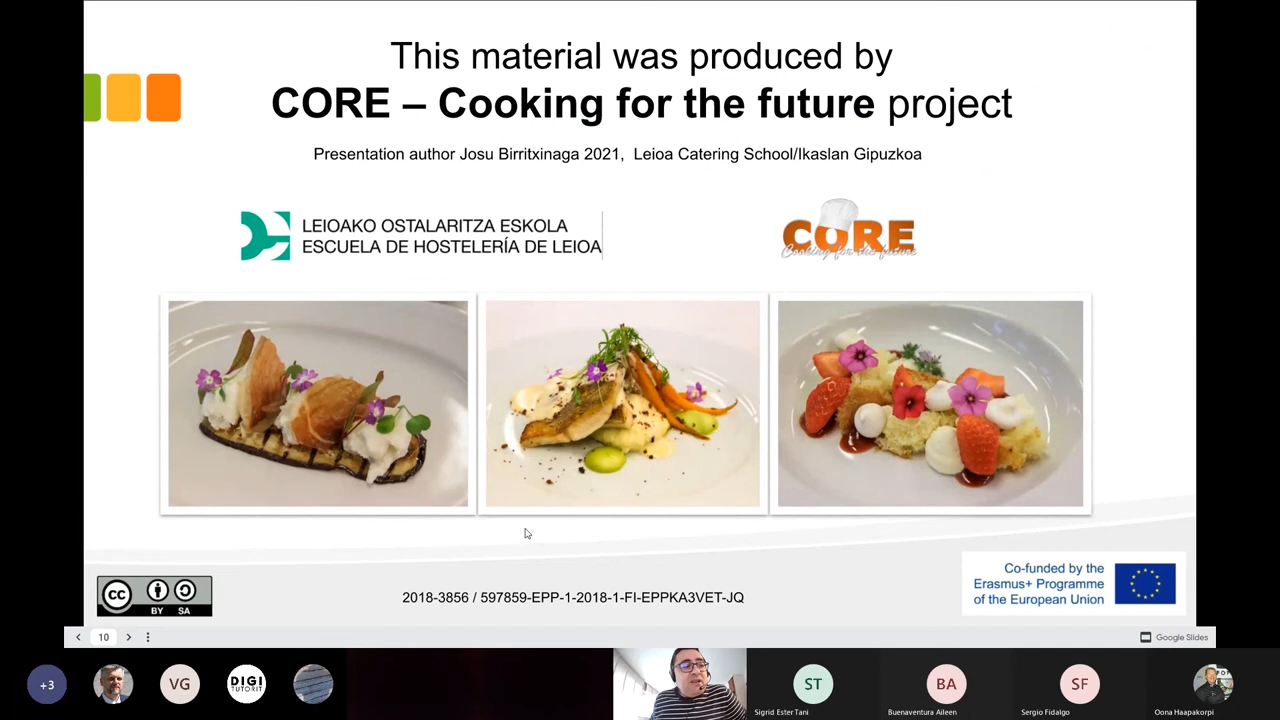 This material was produced by
CORE – Cooking for the future project
Presentation author Josu Birritxinaga 2021, Leioa Catering School/Ikaslan Gipuzkoa
LEIOAKO OSTALARITZA ESKOLA
ESCUELA DE HOSTELERÍA DE LEIOA
CORE
Cooking for the future
cc
BY SA
2018-3856 / 597859-EPP-1-2018-1-FI-EPPKA3VET-JQ
Co-funded by the
Erasmus+ Programme
of the European Union
10
Google Slides
+3
VG
DIGI
TUTORIT
ST
BA
SF
Sigrid Ester Tani
Buenaventura Aileen
Sergio Fidalgo
Oona Haapakorpi